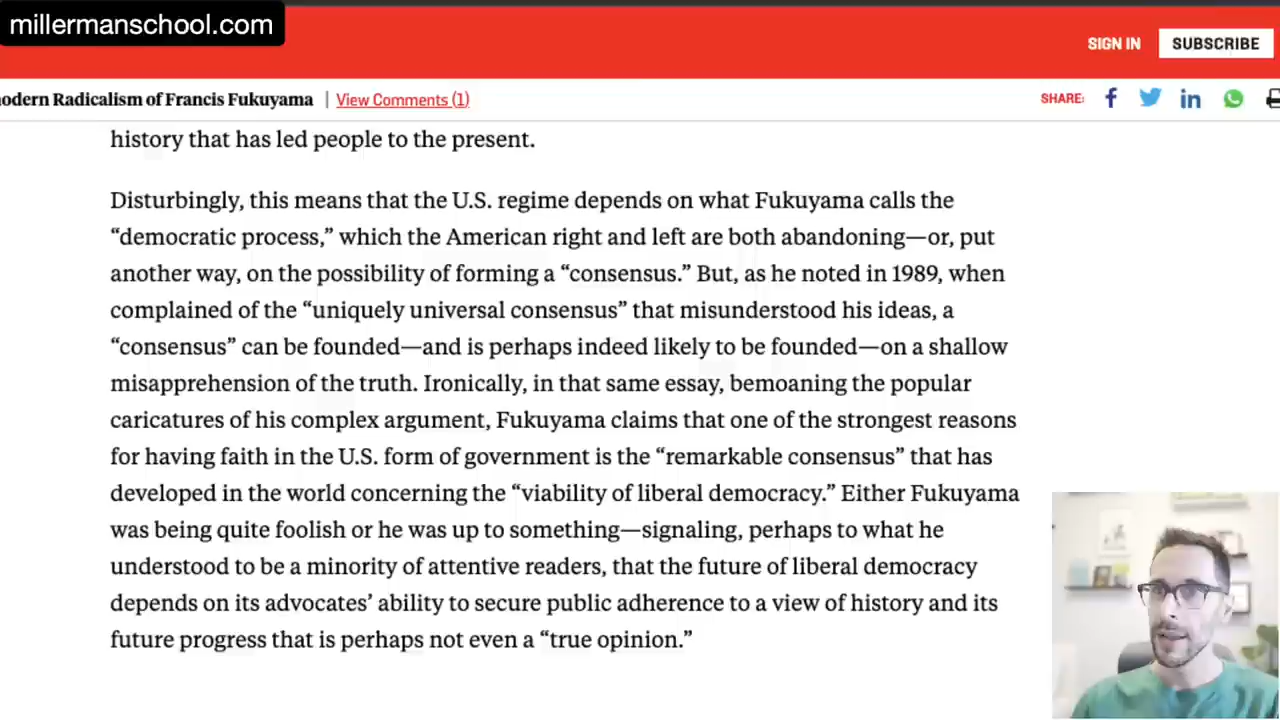 millermanschool.com
SIGN IN
SUBSCRIBE
odern Radicalism of Francis Fukuyama | View Comments (1)
SHARE:
history that has led people to the present.
Disturbingly, this means that the U.S. regime depends on what Fukuyama calls the
“democratic process,” which the American right and left are both abandoning—or, put
another way, on the possibility of forming a “consensus.” But, as he noted in 1989, when
complained of the “uniquely universal consensus” that misunderstood his ideas, a
“consensus” can be founded—and is perhaps indeed likely to be founded—on a shallow
misapprehension of the truth. Ironically, in that same essay, bemoaning the popular
caricatures of his complex argument, Fukuyama claims that one of the strongest reasons
for having faith in the U.S. form of government is the “remarkable consensus” that has
developed in the world concerning the “viability of liberal democracy.” Either Fukuyama
was being quite foolish or he was up to something—signaling, perhaps to what he
understood to be a minority of attentive readers, that the future of liberal democracy
depends on its advocates’ ability to secure public adherence to a view of history and its
future progress that is perhaps not even a “true opinion.”